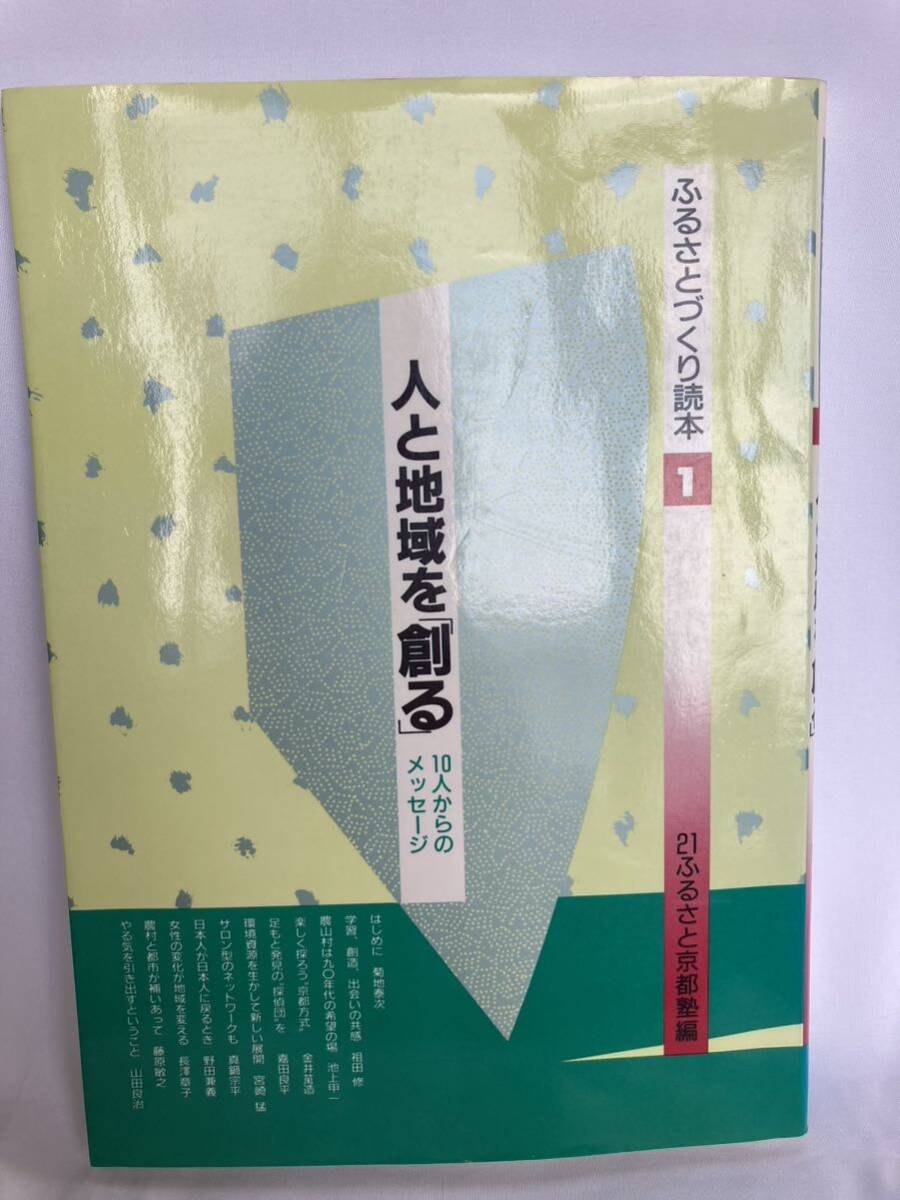 ふるさとづくり読本 1
21ふるさと京都塾編
人と地域を「創る」
10人からの
メッセージ
はじめに 菊地泰次
学習、創造、出会いの共感 祖田 修
農山村は九〇年代の希望の場 池上甲一
楽しく探ろう“京都方式” 金井萬造
足もと発見の“探偵団”を 嘉田良平
環境資源を生かして新しい展開 宮崎 猛
サロン型のネットワークも 真鍋宗平
日本人が日本人に戻るとき 野田兼義
女性の変化が地域を変える 長澤章子
農村と都市が補いあって 藤原敏之
やる気を引き出すということ 山田良治